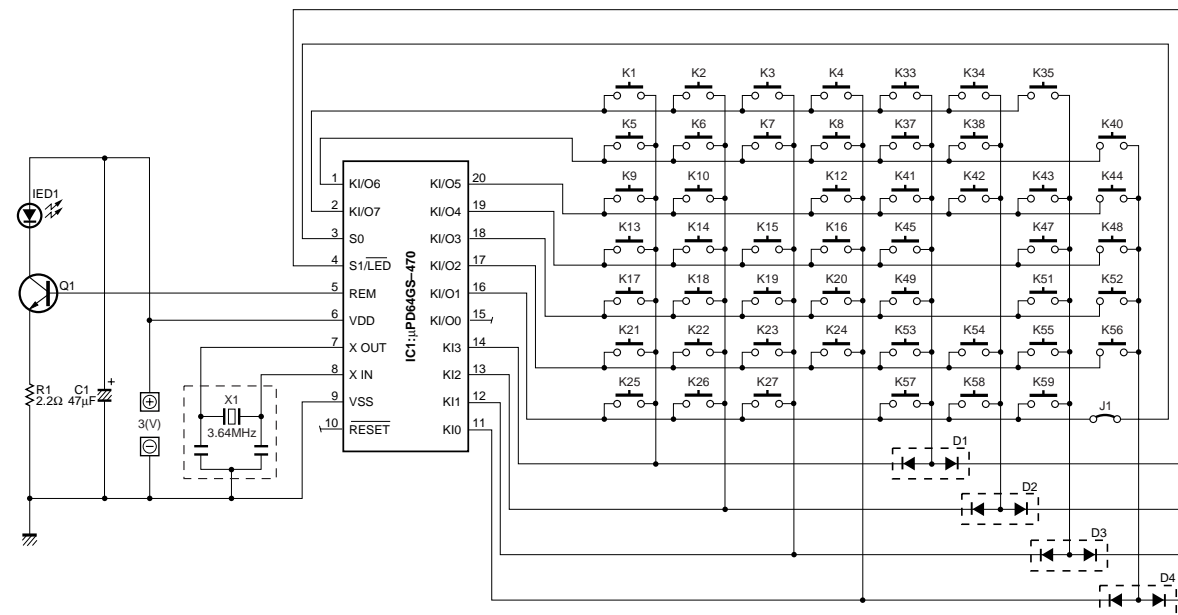 K1 K2 K3 K4 K33 K34 K35
K5 K6 K7 K8 K37 K38 K40
K9 K10 K12 K41 K42 K43 K44
K13 K14 K15 K16 K45 K47 K48
K17 K18 K19 K20 K49 K51 K52
K21 K22 K23 K24 K53 K54 K55 K56
K25 K26 K27 K57 K58 K59 J1
IED1
Q1
R1
2.2Ω
C1
47µF
+
3(V)
X1
3.64MHz
IC1:µPD64GS–470
1 KI/O6
2 KI/O7
3 S0
4 S1/LED
5 REM
6 VDD
7 X OUT
8 X IN
9 VSS
10 RESET
KI/O5 20
KI/O4 19
KI/O3 18
KI/O2 17
KI/O1 16
KI/O0 15
KI3 14
KI2 13
KI1 12
KI0 11
D1
D2
D3
D4